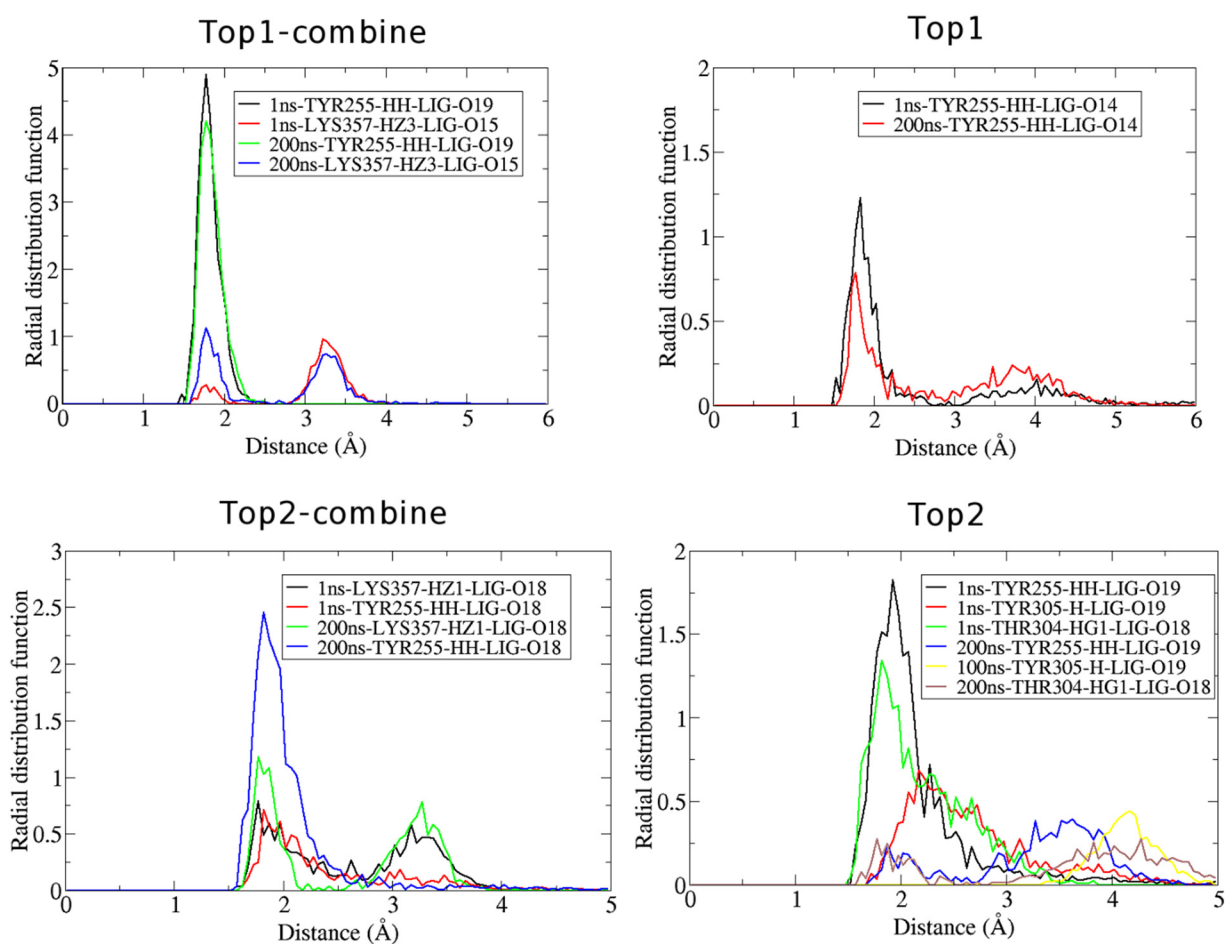 Top1-combine
Radial distribution function
5
4
3
2
1
0
1ns-TYR255-HH-LIG-O19
1ns-LYS357-HZ3-LIG-O15
200ns-TYR255-HH-LIG-O19
200ns-LYS357-HZ3-LIG-O15
0 1 2 3 4 5 6
Distance (Å)
Top1
Radial distribution function
2
1.5
1
0.5
0
1ns-TYR255-HH-LIG-O14
200ns-TYR255-HH-LIG-O14
0 1 2 3 4 5 6
Distance (Å)
Top2-combine
Radial distribution function
3
2.5
2
1.5
1
0.5
0
1ns-LYS357-HZ1-LIG-O18
1ns-TYR255-HH-LIG-O18
200ns-LYS357-HZ1-LIG-O18
200ns-TYR255-HH-LIG-O18
0 1 2 3 4 5
Distance (Å)
Top2
Radial distribution function
2
1.5
1
0.5
0
1ns-TYR255-HH-LIG-O19
1ns-TYR305-H-LIG-O19
1ns-THR304-HG1-LIG-O18
200ns-TYR255-HH-LIG-O19
100ns-TYR305-H-LIG-O19
200ns-THR304-HG1-LIG-O18
0 1 2 3 4 5
Distance (Å)